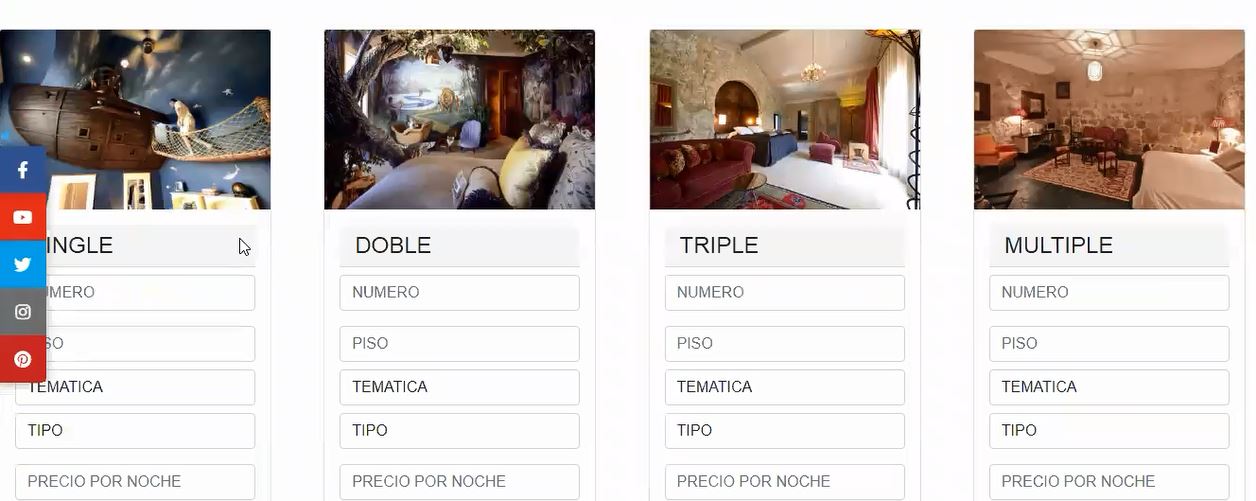 INGLE
DOBLE
TRIPLE
MULTIPLE
UMERO
NUMERO
NUMERO
NUMERO
SO
PISO
PISO
PISO
TEMATICA
TEMATICA
TEMATICA
TEMATICA
TIPO
TIPO
TIPO
TIPO
PRECIO POR NOCHE
PRECIO POR NOCHE
PRECIO POR NOCHE
PRECIO POR NOCHE